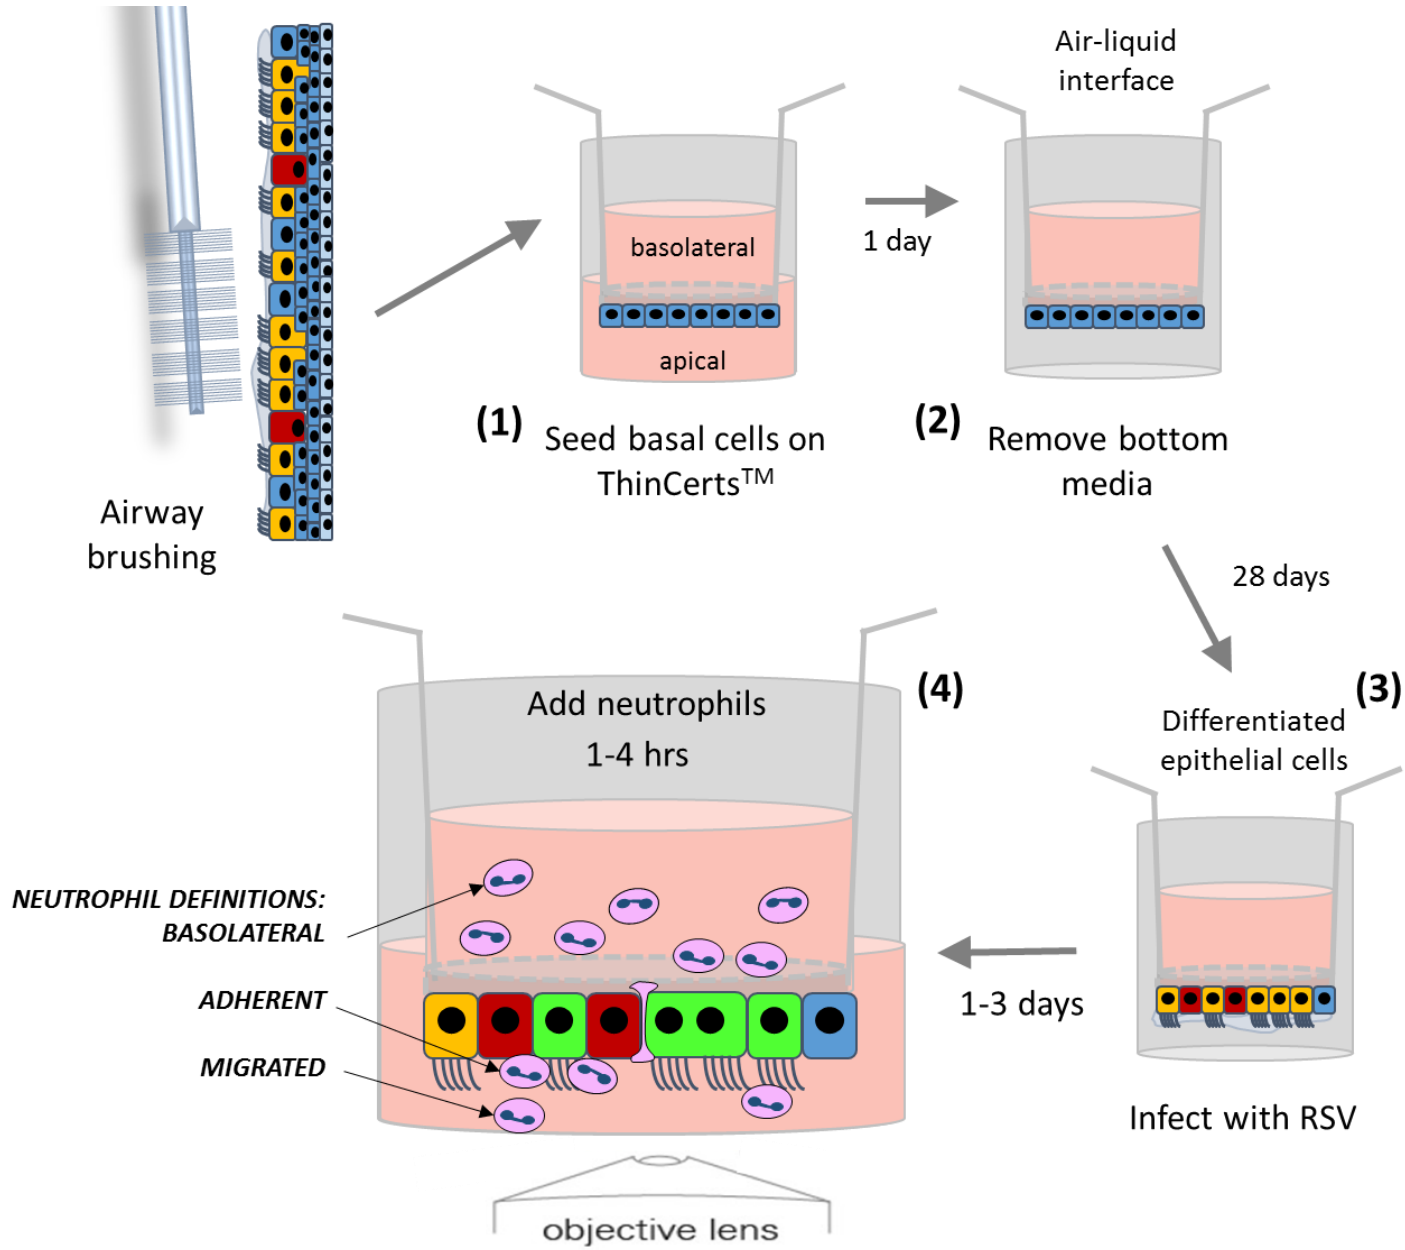 Airway
brushing
basolateral
apical
(1)
Seed basal cells on
ThinCerts™
1 day
Air-liquid
interface
(2)
Remove bottom
media
28 days
(3)
Differentiated
epithelial cells
Infect with RSV
1-3 days
(4)
Add neutrophils
1-4 hrs
NEUTROPHIL DEFINITIONS:
BASOLATERAL
ADHERENT
MIGRATED
objective lens